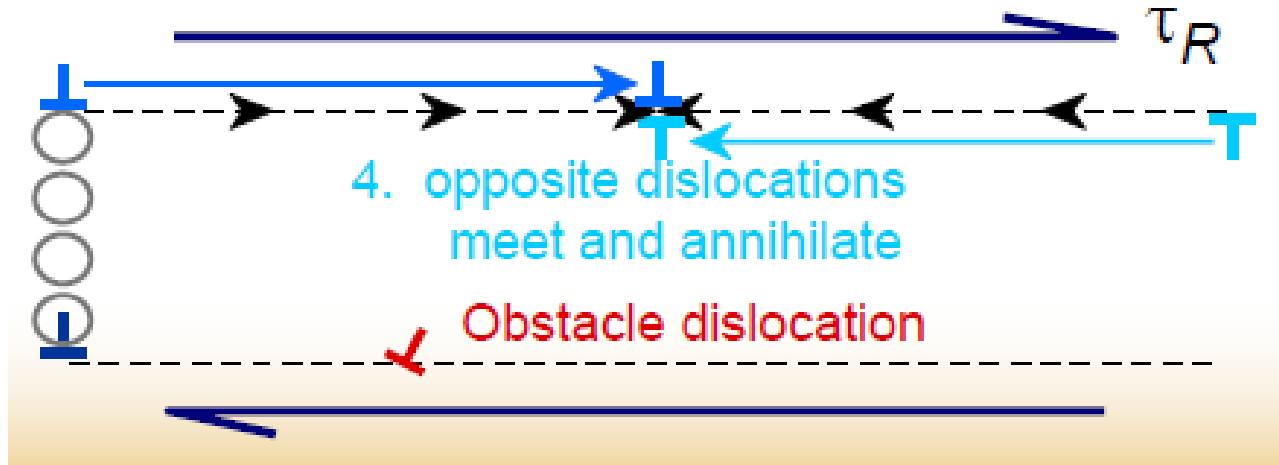 τR
4. opposite dislocations
meet and annihilate
Obstacle dislocation